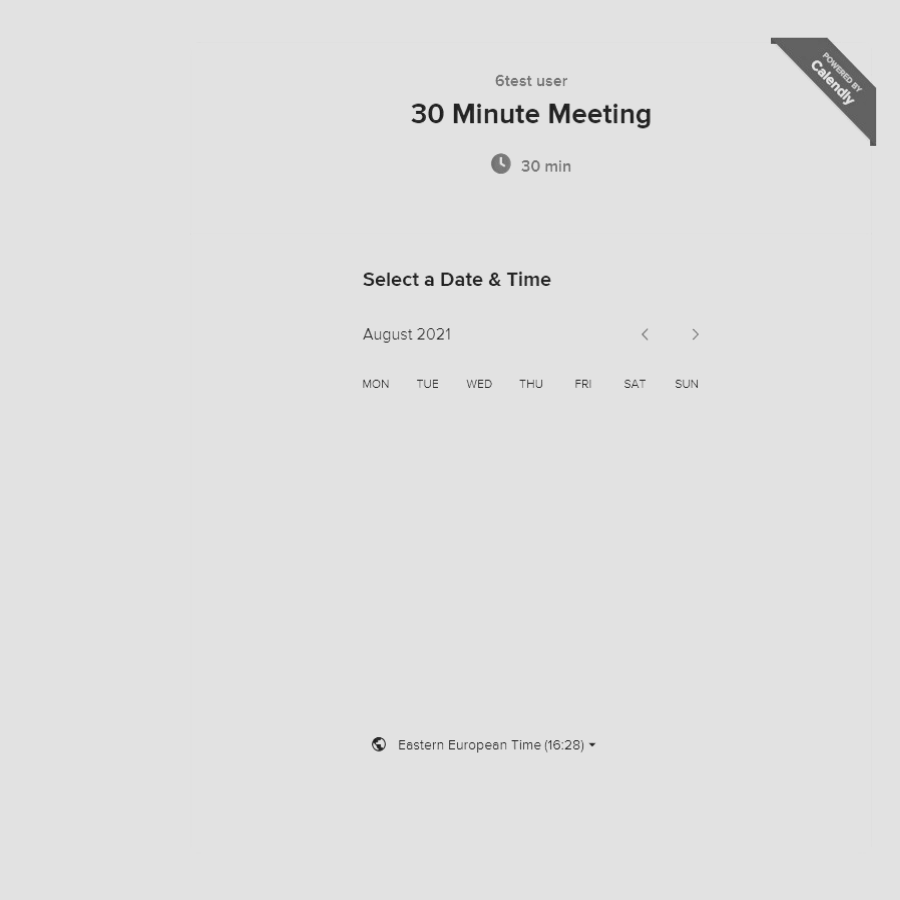 POWERED BY
Calendly
6test user
30 Minute Meeting
30 min
Select a Date & Time
August 2021
MON TUE WED THU FRI SAT SUN
Eastern European Time (16:28)